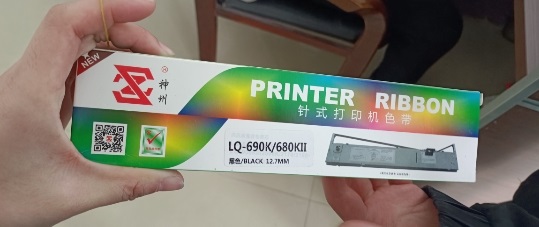 NEW
神州
®
PRINTER RIBBON
针式打印机色带
LQ-690K/680KII
黑色/BLACK: 12.7MM